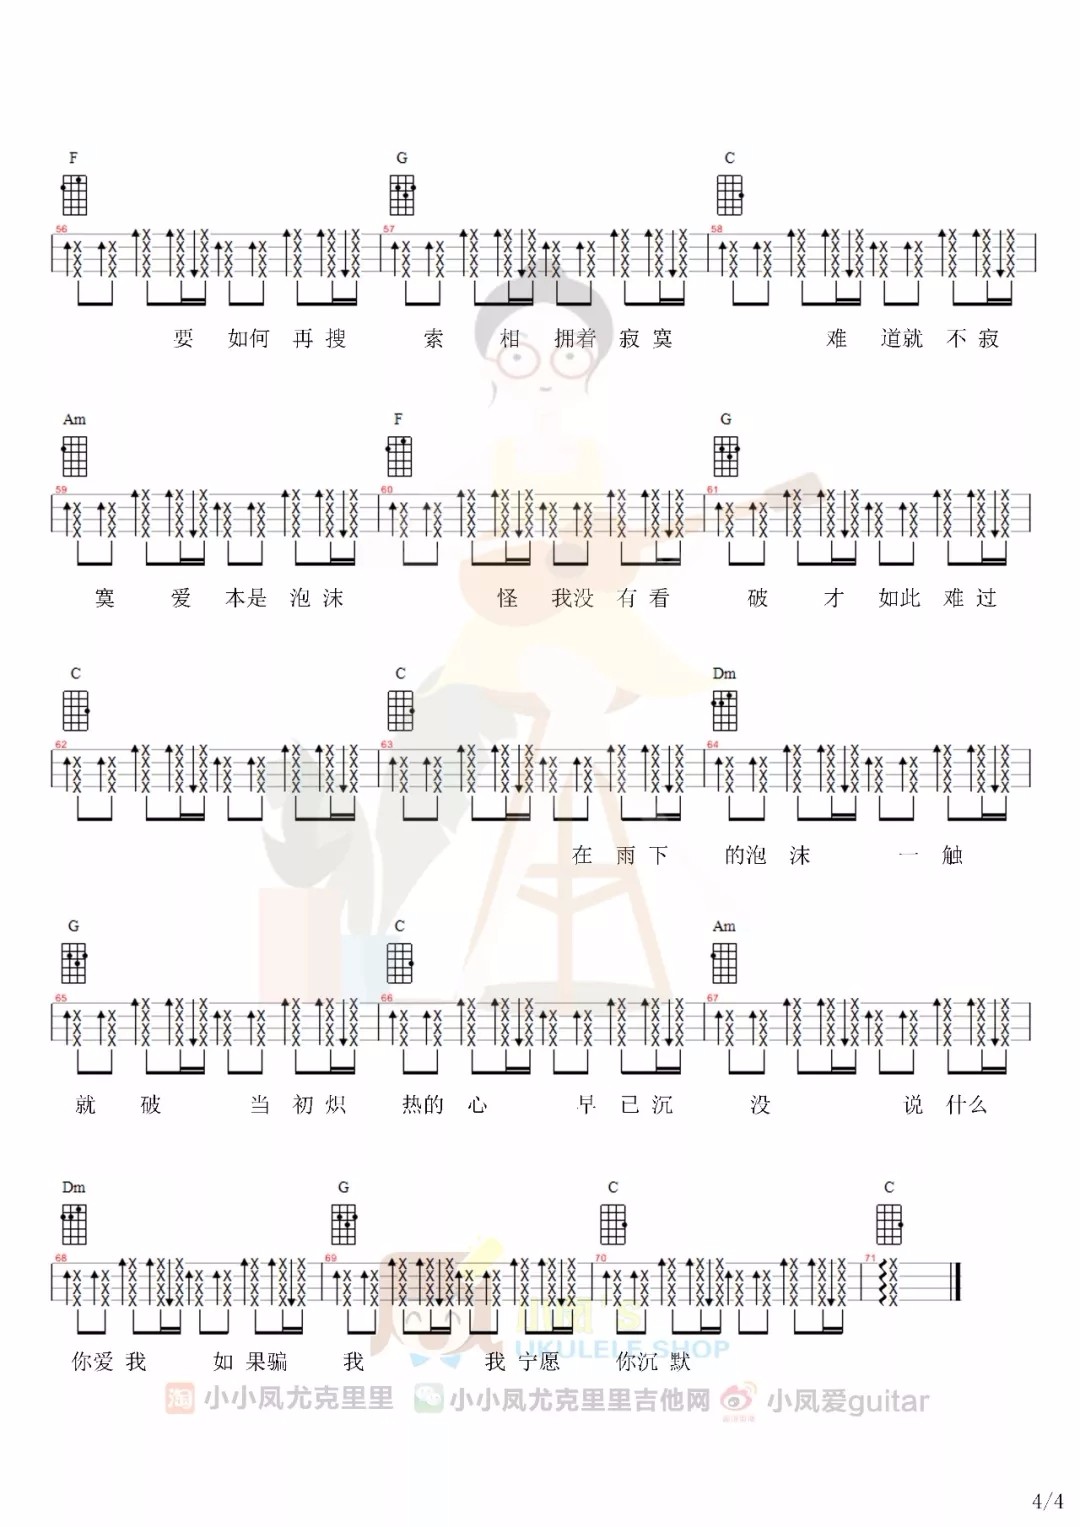 F G C
56 57 58
要 如何 再 搜 索 相 拥着 寂 寞 难 道就 不 寂
Am F G
59 60 61
寞 爱 本是 泡 沫 怪 我没 有 看 破 才 如此 难 过
C C Dm
62 63 64
在 雨 下 的泡 沫 一 触
G C Am
65 66 67
就 破 当 初 炽 热的 心 早 已 沉 没 说 什么
Dm G C C
68 69 70 71
你爱 我 如 果骗 我 我 宁愿 你沉 默
小凤's
UKULELE SHOP
淘 小小凤尤克里里 小小凤尤克里里吉他网 小凤爱guitar
4/4